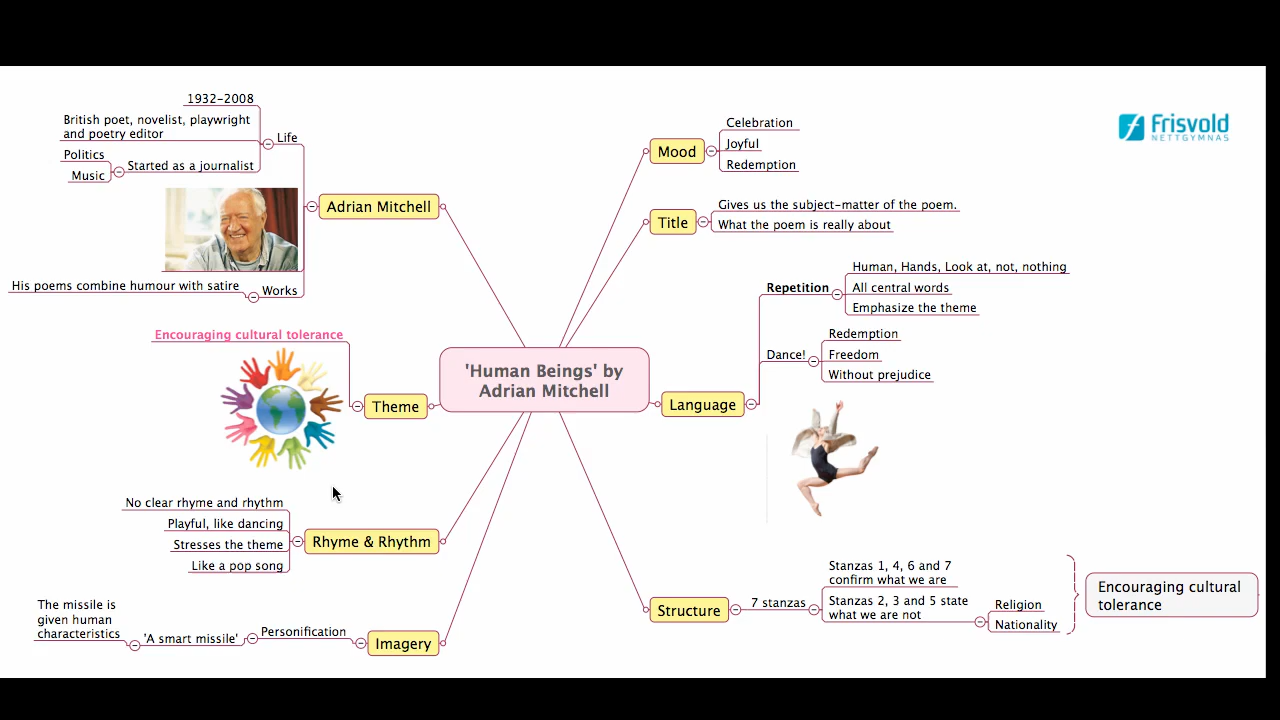 1932-2008
British poet, novelist, playwright
and poetry editor
Life
Politics
Music
Started as a journalist
Adrian Mitchell
His poems combine humour with satire
Works
Encouraging cultural tolerance
Theme
No clear rhyme and rhythm
Playful, like dancing
Stresses the theme
Like a pop song
Rhyme & Rhythm
The missile is
given human
characteristics
'A smart missile'
Personification
Imagery
'Human Beings' by
Adrian Mitchell
Mood
Celebration
Joyful
Redemption
Title
Gives us the subject-matter of the poem.
What the poem is really about
Language
Repetition
Human, Hands, Look at, not, nothing
All central words
Emphasize the theme
Dance!
Redemption
Freedom
Without prejudice
Structure
7 stanzas
Stanzas 1, 4, 6 and 7
confirm what we are
Stanzas 2, 3 and 5 state
what we are not
Religion
Nationality
Encouraging cultural
tolerance
Frisvold
NETTGYMNAS